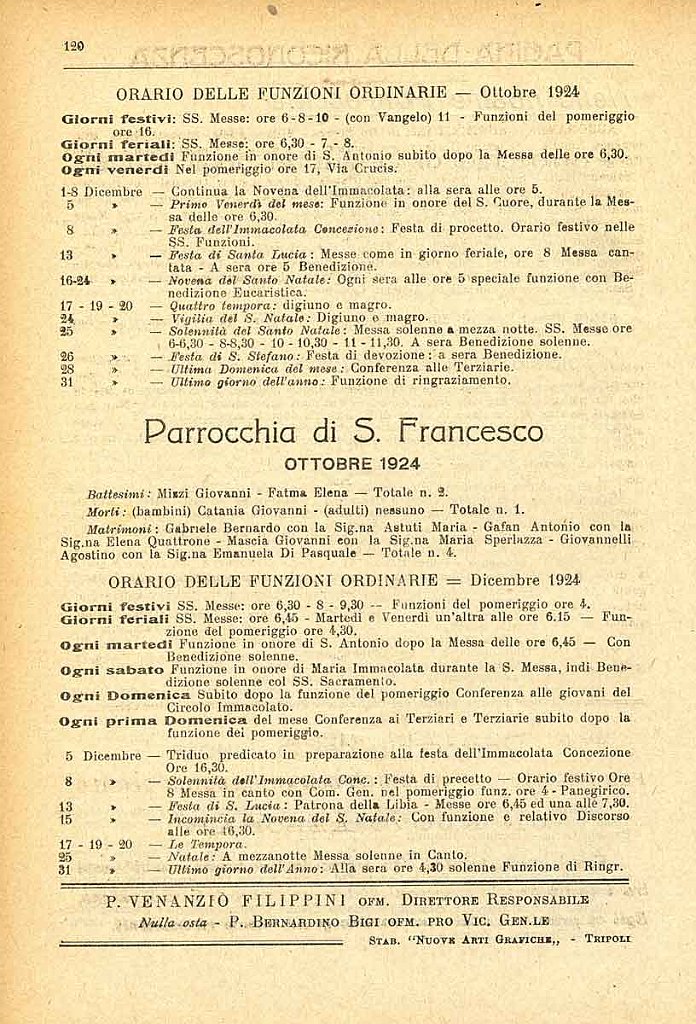 120
ORARIO DELLE FUNZIONI ORDINARIE — Ottobre 1924
Giorni festivi: SS. Messe: ore 6-8-10 - (con Vangelo) 11 - Funzioni del pomeriggio
ore 16.
Giorni feriali: SS. Messe: ore 6,30 - 7 - 8.
Ogni martedì Funzione in onore di S. Antonio subito dopo la Messa delle ore 6,30.
Ogni venerdì Nel pomeriggio ore 17, Via Crucis.
1-8 Dicembre — Continua la Novena dell'Immacolata: alla sera alle ore 5.
5 » — Primo Venerdì del mese: Funzione in onore del S. Cuore, durante la Mes-
sa delle ore 6,30.
8 » — Festa dell'Immacolata Concezione: Festa di procetto. Orario festivo nelle
SS. Funzioni.
13 » — Festa di Santa Lucia: Messe come in giorno feriale, ore 8 Messa can-
tata - A sera ore 5 Benedizione.
16-24 » — Novena del Santo Natale: Ogni sera alle ore 5 speciale funzione con Be-
nedizione Eucaristica.
17 - 19 - 20 — Quattro tempora: digiuno e magro.
24 » — Vigilia del S. Natale: Digiuno e magro.
25 » — Solennità del Santo Natale: Messa solenne a mezza notte. SS. Messe ore
6-6,30 - 8-8,30 - 10 - 10,30 - 11 - 11,30. A sera Benedizione solenne.
26 » — Festa di S. Stefano: Festa di devozione: a sera Benedizione.
28 » — Ultima Domenica del mese: Conferenza alle Terziarie.
31 » — Ultimo giorno dell'anno: Funzione di ringraziamento.
Parrocchia di S. Francesco
OTTOBRE 1924
Battesimi: Mizzi Giovanni - Fatma Elena — Totale n. 2.
Morti: (bambini) Catania Giovanni - (adulti) nessuno — Totale n. 1.
Matrimoni: Gabriele Bernardo con la Sig.na Astuti Maria - Gafan Antonio con la
Sig.na Elena Quattrone - Mascia Giovanni con la Sig.na Maria Sperlazza - Giovannelli
Agostino con la Sig.na Emanuela Di Pasquale — Totale n. 4.
ORARIO DELLE FUNZIONI ORDINARIE = Dicembre 1924
Giorni festivi SS. Messe: ore 6,30 - 8 - 9,30 -- Funzioni del pomeriggio ore 4.
Giorni feriali SS. Messe: ore 6,45 - Martedì e Venerdì un'altra alle ore 6.15 — Fun-
zione del pomeriggio ore 4,30.
Ogni martedì Funzione in onore di S. Antonio dopo la Messa delle ore 6,45 — Con
Benedizione solenne.
Ogni sabato Funzione in onore di Maria Immacolata durante la S. Messa, indi Bene-
dizione solenne col SS. Sacramento.
Ogni Domenica Subito dopo la funzione del pomeriggio Conferenza alle giovani del
Circolo Immacolato.
Ogni prima Domenica del mese Conferenza ai Terziari e Terziarie subito dopo la
funzione del pomeriggio.
5 Dicembre — Triduo predicato in preparazione alla festa dell'Immacolata Concezione
Ore 16,30.
8 » — Solennità dell'Immacolata Conc.: Festa di precetto — Orario festivo Ore
8 Messa in canto con Com. Gen. nel pomeriggio funz. ore 4 - Panegirico.
13 » — Festa di S. Lucia: Patrona della Libia - Messe ore 6,45 ed una alle 7,30.
15 » — Incomincia la Novena del S. Natale: Con funzione e relativo Discorso
alle ore 16,30.
17 - 19 - 20 — Le Tempora.
25 » — Natale: A mezzanotte Messa solenne in Canto.
31 » — Ultimo giorno dell'Anno: Alla sera ore 4,30 solenne Funzione di Ringr.
P. VENANZIO FILIPPINI OFM. DIRETTORE RESPONSABILE
Nulla osta - P. BERNARDINO BIGI OFM. PRO VIC. GEN.LE
STAB. "NUOVE ARTI GRAFICHE,, - TRIPOLI